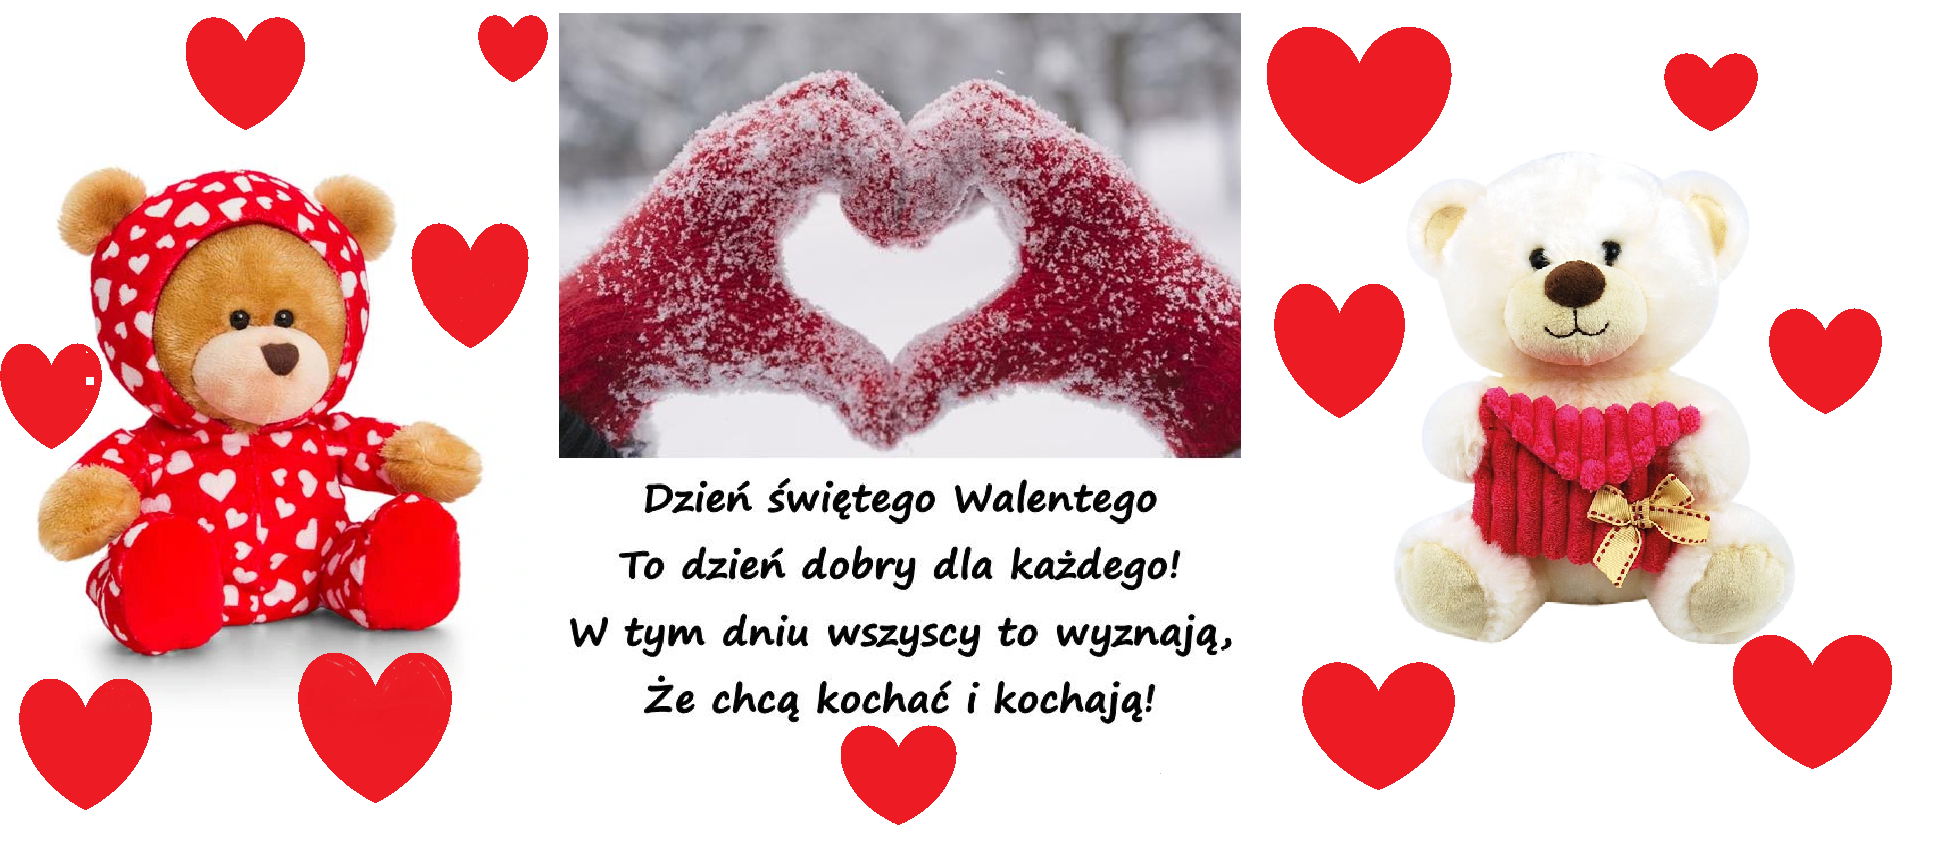 Dzień świętego Walentego
To dzień dobry dla każdego!
W tym dniu wszyscy to wyznają,
Że chcą kochać i kochają!